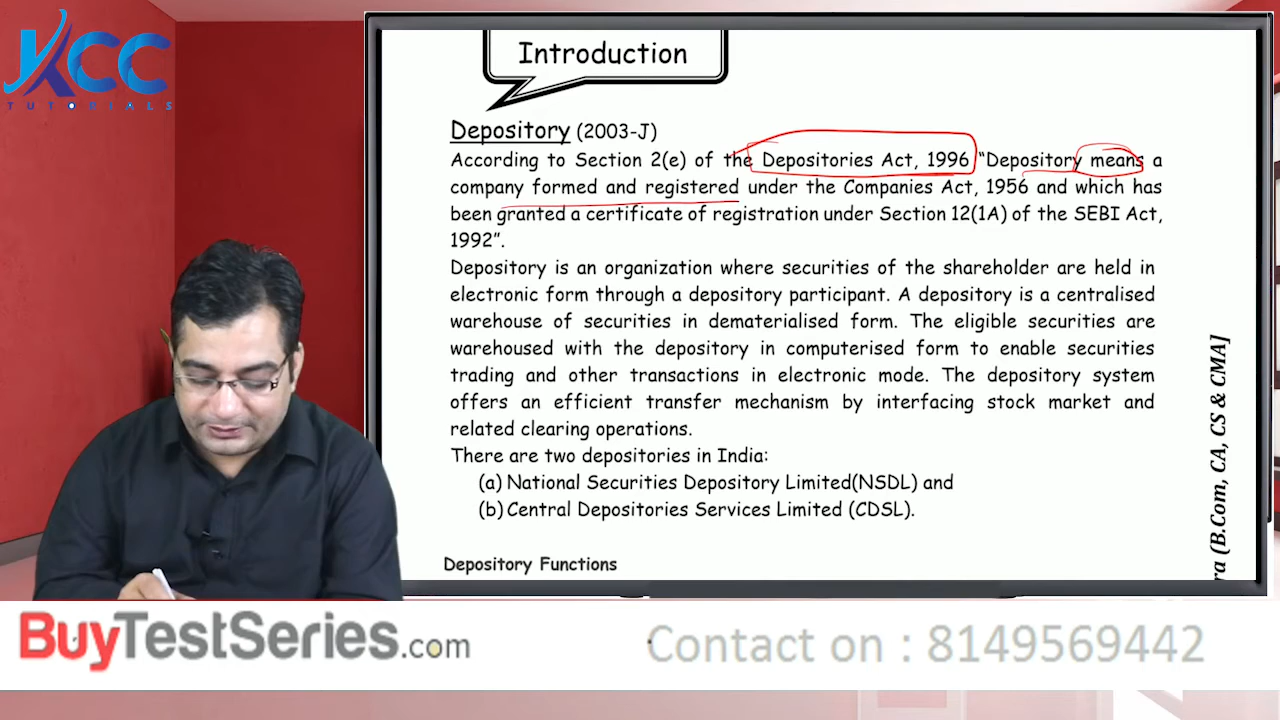 KCC
TUTORIALS
Introduction
Depository (2003-J)
According to Section 2(e) of the Depositories Act, 1996 “Depository means a
company formed and registered under the Companies Act, 1956 and which has
been granted a certificate of registration under Section 12(1A) of the SEBI Act,
1992”.
Depository is an organization where securities of the shareholder are held in
electronic form through a depository participant. A depository is a centralised
warehouse of securities in dematerialised form. The eligible securities are
warehoused with the depository in computerised form to enable securities
trading and other transactions in electronic mode. The depository system
offers an efficient transfer mechanism by interfacing stock market and
related clearing operations.
There are two depositories in India:
(a) National Securities Depository Limited(NSDL) and
(b) Central Depositories Services Limited (CDSL).
Depository Functions
ra (B.Com, CA, CS & CMA]
BuyTestSeries.com
Contact on : 8149569442